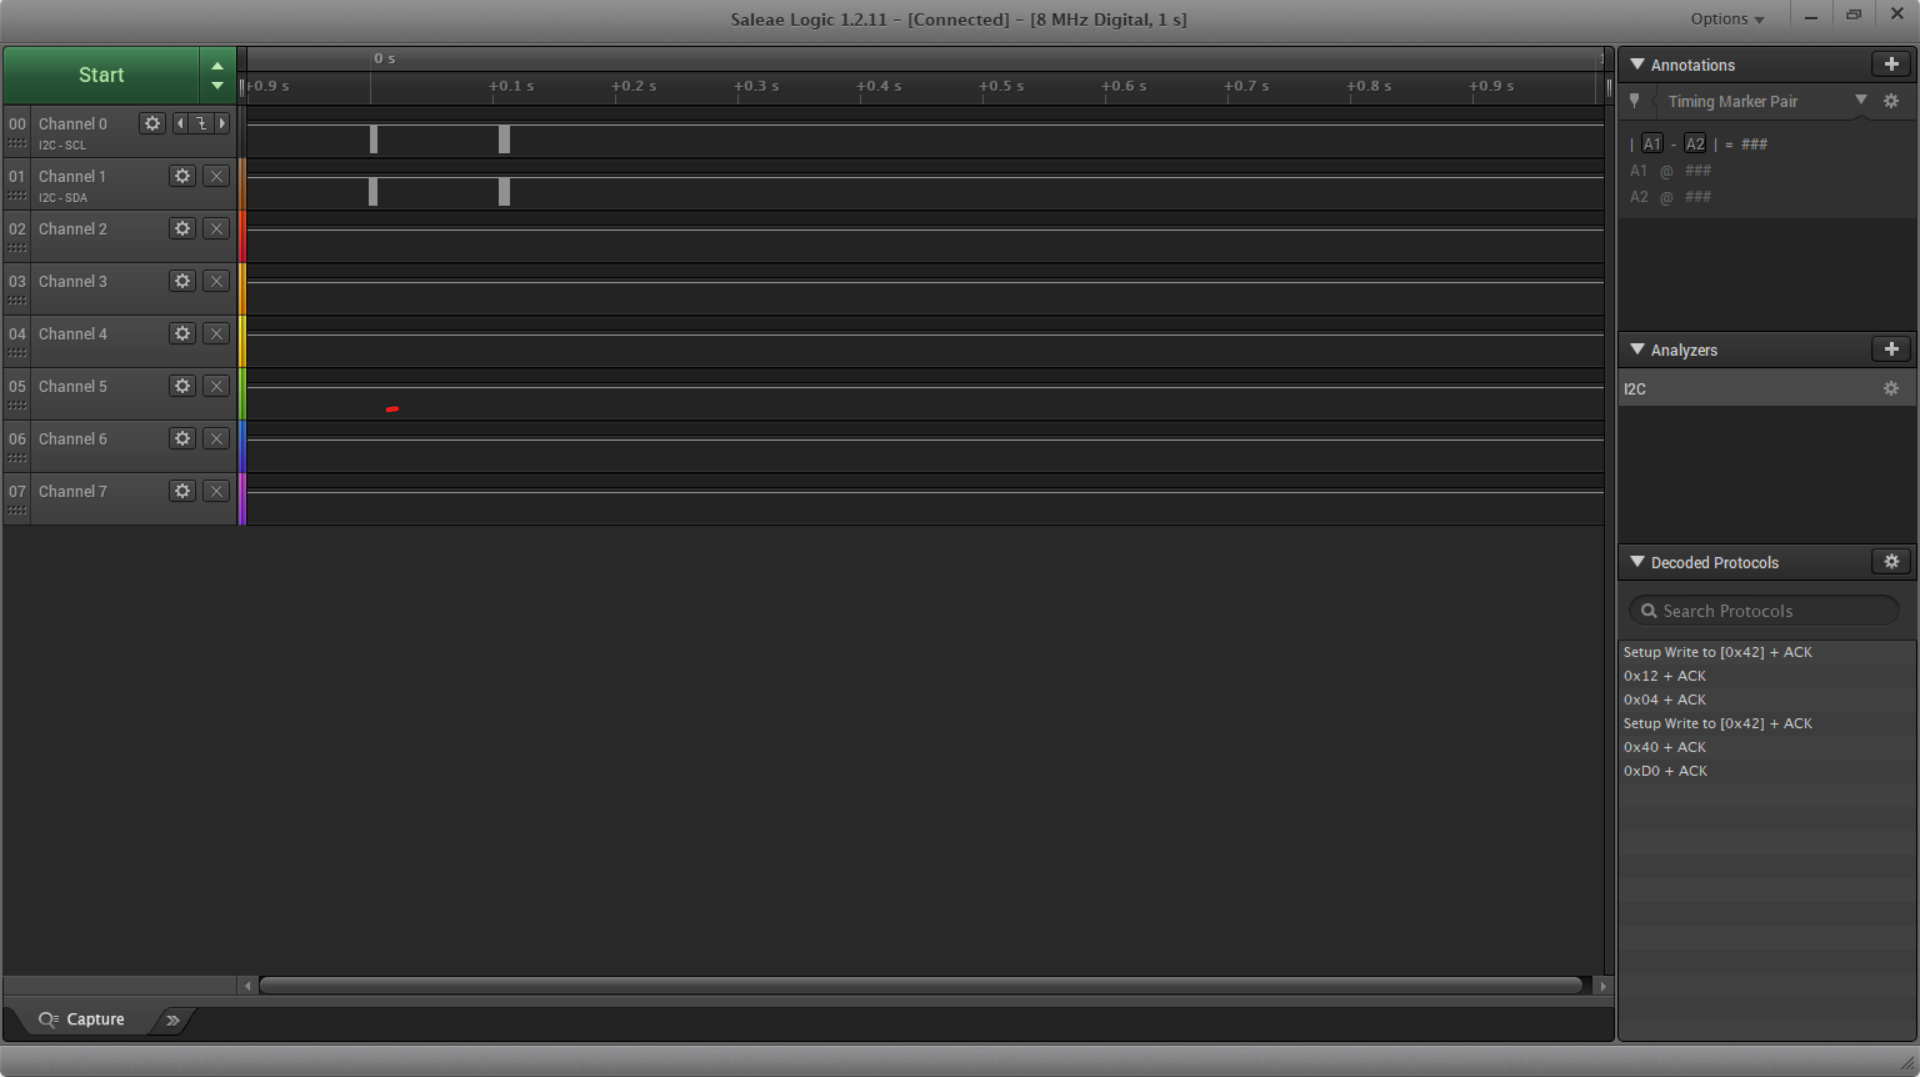 Saleae Logic 1.2.11 - [Connected] - [8 MHz Digital, 1 s]
Options
Start
0 s
+0.9 s +0.1 s +0.2 s +0.3 s +0.4 s +0.5 s +0.6 s +0.7 s +0.8 s +0.9 s
00 Channel 0
I2C - SCL
01 Channel 1
I2C - SDA
02 Channel 2
03 Channel 3
04 Channel 4
05 Channel 5
06 Channel 6
07 Channel 7
Capture
Annotations
Timing Marker Pair
| A1 - A2 | = ###
A1 @ ###
A2 @ ###
Analyzers
I2C
Decoded Protocols
Search Protocols
Setup Write to [0x42] + ACK
0x12 + ACK
0x04 + ACK
Setup Write to [0x42] + ACK
0x40 + ACK
0xD0 + ACK